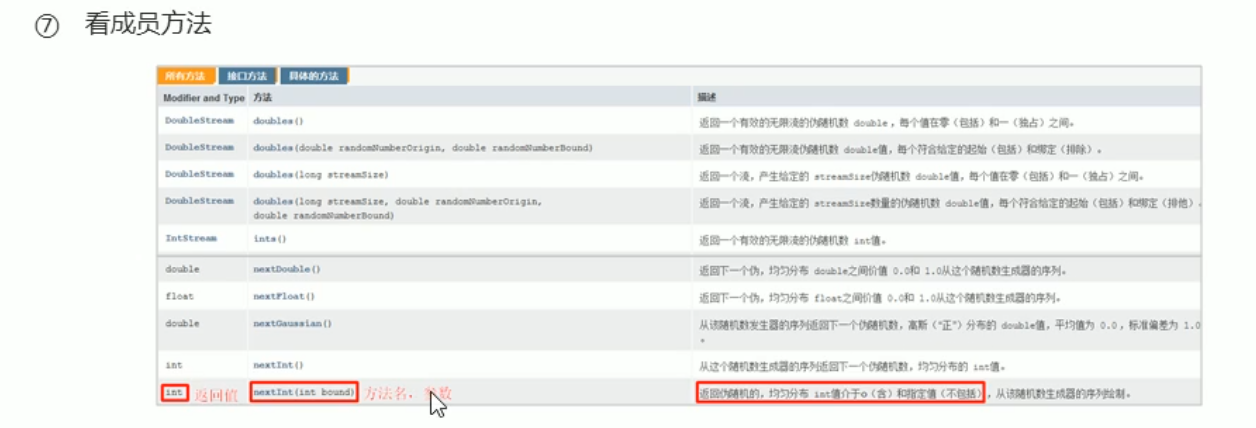 ⑦ 看成员方法
所有方法 接口方法 具体的方法
Modifier and Type 方法 描述
DoubleStream doubles() 返回一个有效的无限流的伪随机数 double，每个值在零（包括）和一（独占）之间。
DoubleStream doubles(double randomNumberOrigin, double randomNumberBound) 返回一个有效的无限流伪随机数 double值，每个符合给定的起始（包括）和绑定（排除）。
DoubleStream doubles(long streamSize) 返回一个流，产生给定的 streamSize伪随机数 double值，每个值在零（包括）和一（独占）之间。
DoubleStream doubles(long streamSize, double randomNumberOrigin, 返回一个流，产生给定的 streamSize数量的伪随机数 double值，每个符合给定的起始（包括）和绑定（排他）.
double randomNumberBound)
IntStream ints() 返回一个有效的无限流的伪随机数 int值。
double nextDouble() 返回下一个伪，均匀分布 double之间价值 0.0和 1.0从这个随机数生成器的序列。
float nextFloat() 返回下一个伪，均匀分布 float之间价值 0.0和 1.0从这个随机数生成器的序列。
double nextGaussian() 从该随机数发生器的序列返回下一个伪随机数，高斯（“正”）分布的 double值，平均值为 0.0，标准偏差为 1.0
。
int nextInt() 从这个随机数生成器的序列返回下一个伪随机数，均匀分布的 int值。
int 返回值 nextInt(int bound) 方法名，参数 返回伪随机的，均匀分布 int值介于0（含）和指定值（不包括），从该随机数生成器的序列绘制。